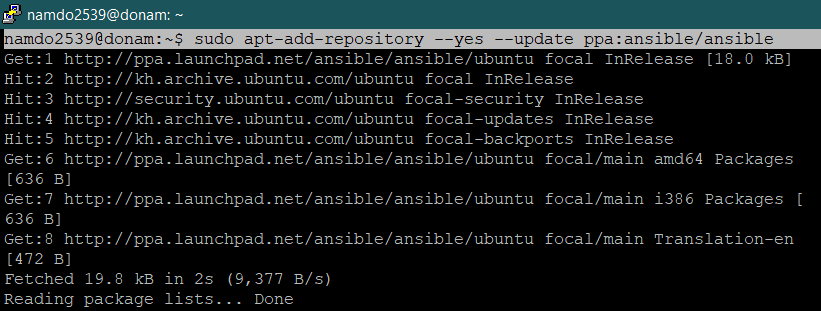 namdo2539@donam: ~
namdo2539@donam:~$ sudo apt-add-repository --yes --update ppa:ansible/ansible
Get:1 http://ppa.launchpad.net/ansible/ansible/ubuntu focal InRelease [18.0 kB]
Hit:2 http://kh.archive.ubuntu.com/ubuntu focal InRelease
Hit:3 http://security.ubuntu.com/ubuntu focal-security InRelease
Hit:4 http://kh.archive.ubuntu.com/ubuntu focal-updates InRelease
Hit:5 http://kh.archive.ubuntu.com/ubuntu focal-backports InRelease
Get:6 http://ppa.launchpad.net/ansible/ansible/ubuntu focal/main amd64 Packages
[636 B]
Get:7 http://ppa.launchpad.net/ansible/ansible/ubuntu focal/main i386 Packages [
636 B]
Get:8 http://ppa.launchpad.net/ansible/ansible/ubuntu focal/main Translation-en
[472 B]
Fetched 19.8 kB in 2s (9,377 B/s)
Reading package lists... Done